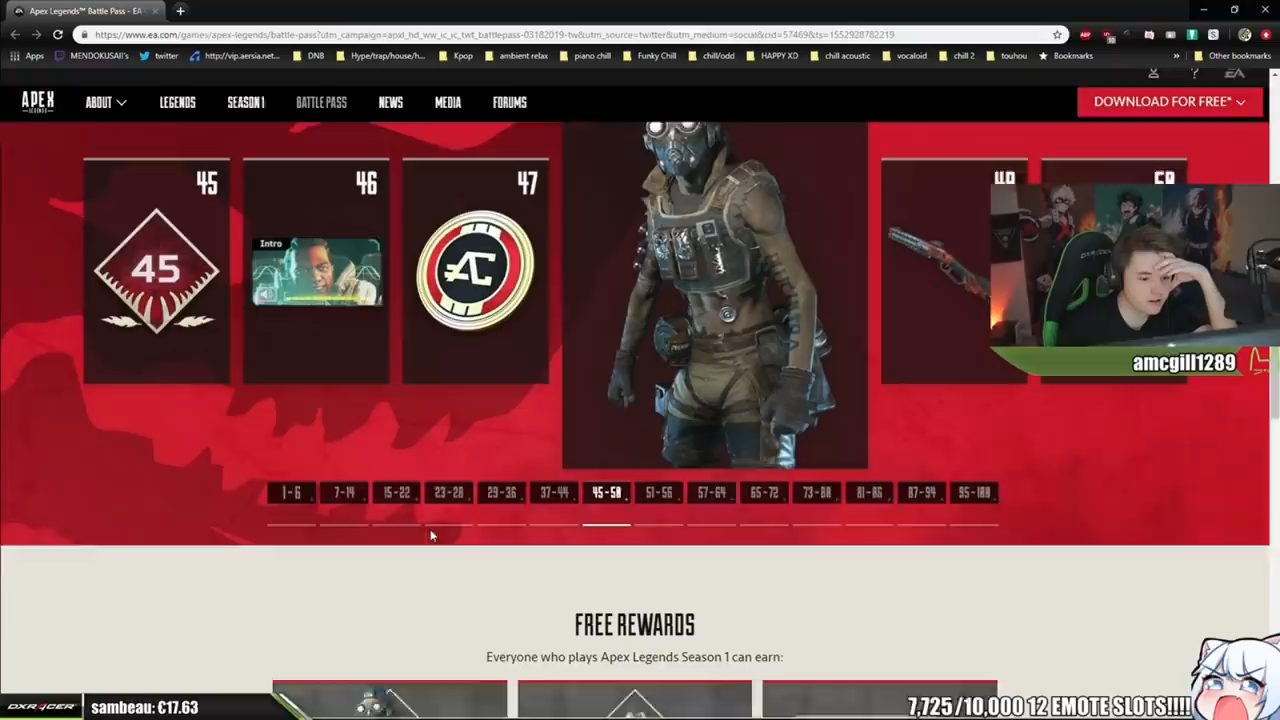 Apex Legends™ Battle Pass - EA
https://www.ea.com/games/apex-legends/battle-pass?utm_campaign=apxl_hd_ww_ic_ic_twt_battlepass-03182019-tw&utm_source=twitter&utm_medium=social&cid=57469&ts=1552928782219
Apps MENDOKUSAII's twitter http://vip.aersia.net... DNB Hype/trap/house/h... Kpop ambient relax piano chill Funky Chill chill/odd HAPPY XD chill acoustic vocaloid chill 2 touhou Bookmarks » Other bookmarks
APEX LEGENDS ABOUT LEGENDS SEASON 1 BATTLE PASS NEWS MEDIA FORUMS DOWNLOAD FOR FREE*
45 46 47
45
Intro
amcgill1289
1-6 7-14 15-22 23-28 29-36 37-44 45-50 51-56 57-64 65-72 73-80 81-86 87-94 95-100
FREE REWARDS
Everyone who plays Apex Legends Season 1 can earn:
DXRACER sambeau: €17.63 7,725 /10,000 12 EMOTE SLOTS!!!!